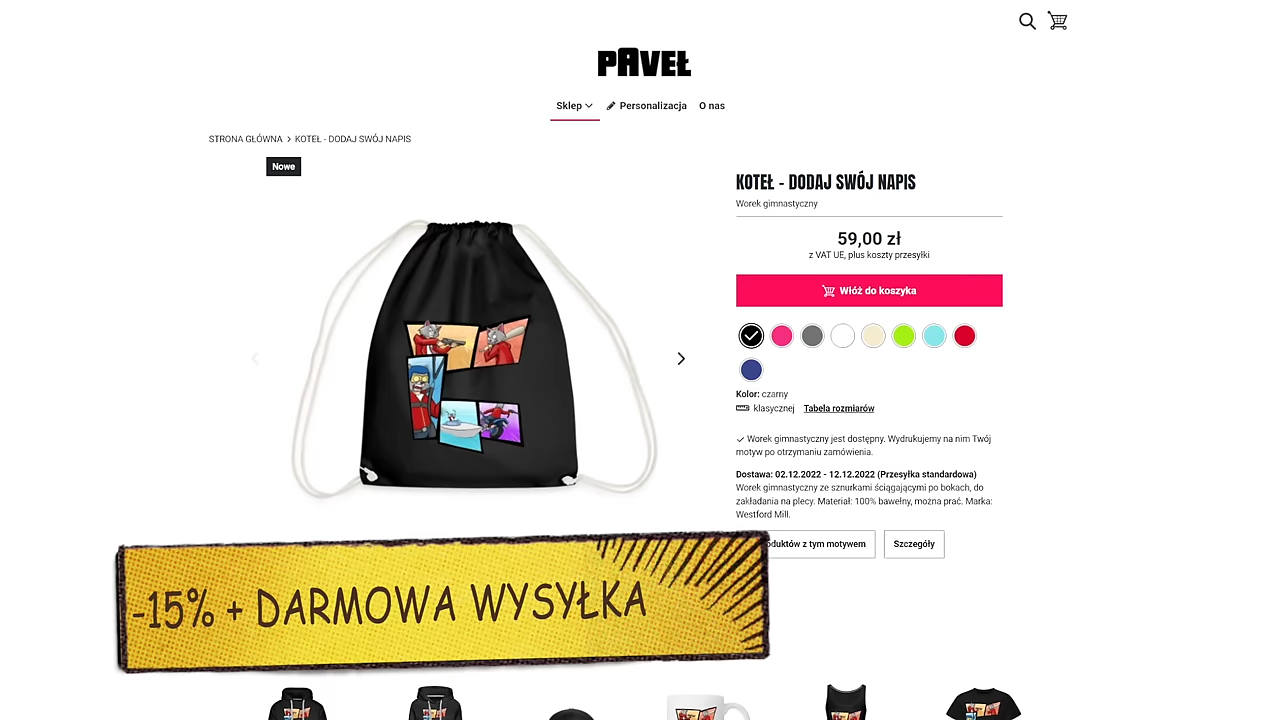 PAVEŁ
Sklep
Personalizacja
O nas
STRONA GŁÓWNA > KOTEŁ - DODAJ SWÓJ NAPIS
Nowe
KOTEŁ - DODAJ SWÓJ NAPIS
Worek gimnastyczny
59,00 zł
z VAT UE, plus koszty przesyłki
Włóż do koszyka
Kolor: czarny
klasycznej Tabela rozmiarów
Worek gimnastyczny jest dostępny. Wydrukujemy na nim Twój
motyw po otrzymaniu zamówienia.
Dostawa: 02.12.2022 - 12.12.2022 (Przesyłka standardowa)
Worek gimnastyczny ze sznurkami ściągającymi po bokach, do
zakładania na plecy. Materiał: 100% bawełny, można prać. Marka:
Westford Mill.
z tym motywem
Szczegóły
-15% + DARMOWA WYSYŁKA